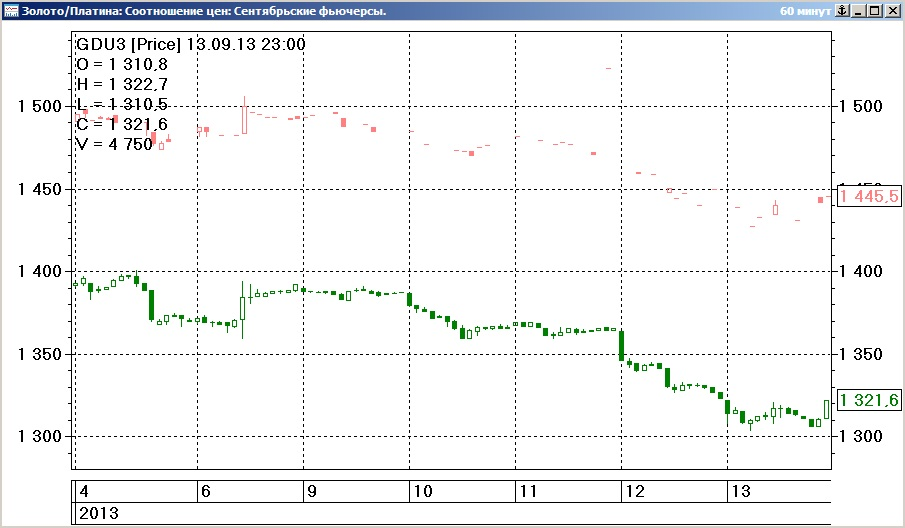 Золото/Платина: Соотношение цен: Сентябрьские фьючерсы. 60 минут
GDU3 [Price] 13.09.13 23:00
O = 1 310,8
H = 1 322,7
L = 1 310,5
C = 1 321,6
V = 4 750
1 500 1 500
1 450 1 450
1 445,5
1 400 1 400
1 350 1 350
1 321,6
1 300 1 300
4 6 9 10 11 12 13
2013